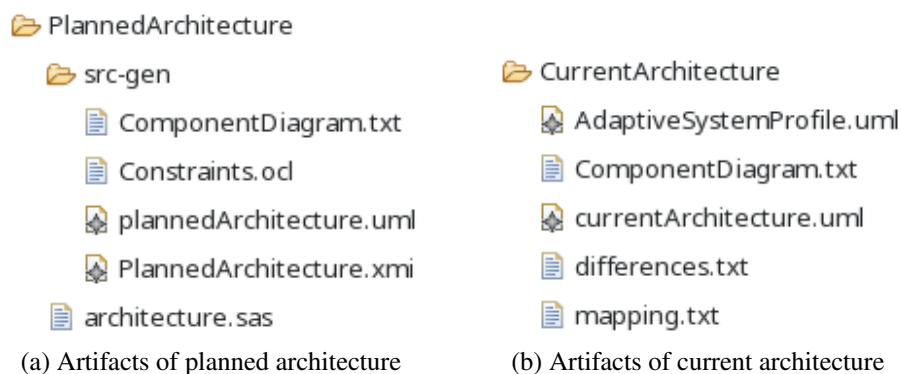 PlannedArchitecture
src-gen
ComponentDiagram.txt
Constraints.ocl
plannedArchitecture.uml
PlannedArchitecture.xmi
architecture.sas
(a) Artifacts of planned architecture
CurrentArchitecture
AdaptiveSystemProfile.uml
ComponentDiagram.txt
currentArchitecture.uml
differences.txt
mapping.txt
(b) Artifacts of current architecture